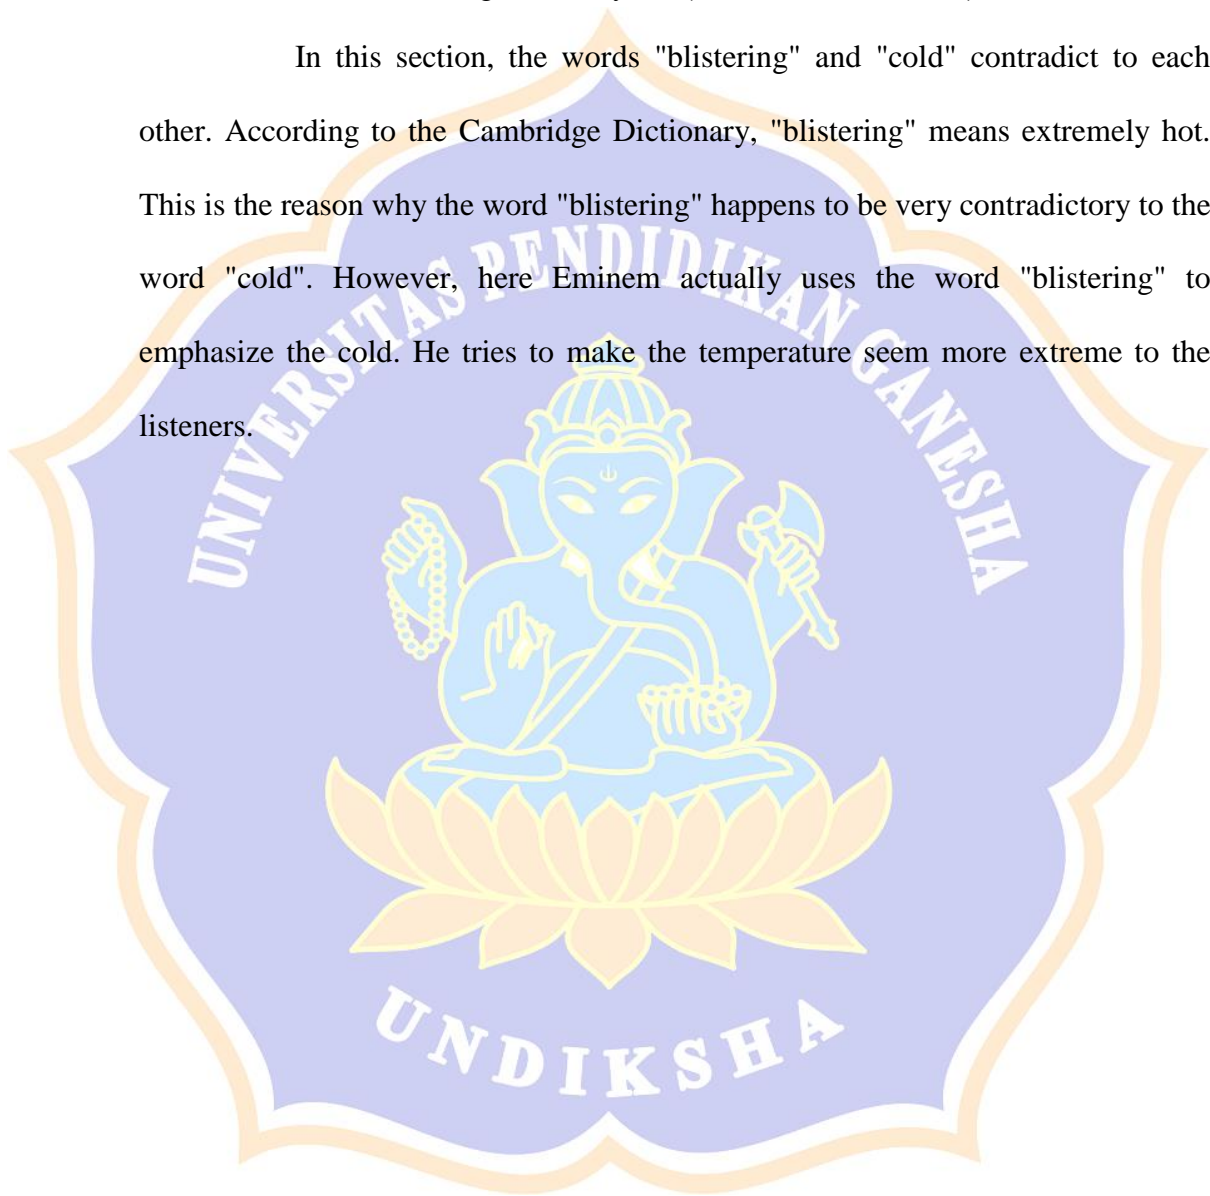 In this section, the words "blistering" and "cold" contradict to each
other. According to the Cambridge Dictionary, "blistering" means extremely hot.
This is the reason why the word "blistering" happens to be very contradictory to the
word "cold". However, here Eminem actually uses the word "blistering" to
emphasize the cold. He tries to make the temperature seem more extreme to the
listeners.
UNIVERSITAS PENDIDIKAN GANESHA
UNDIKSHA